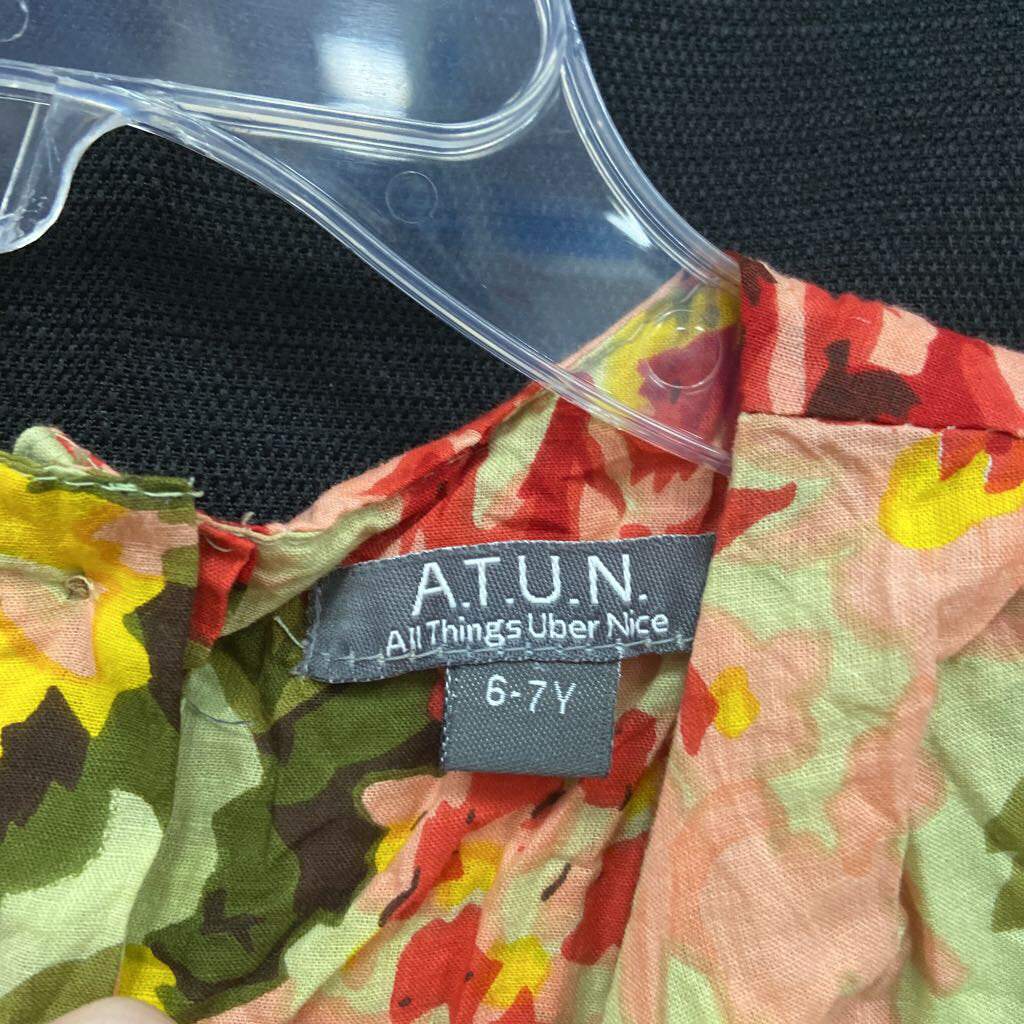 A.T.U.N.
All Things Uber Nice
6-7Y